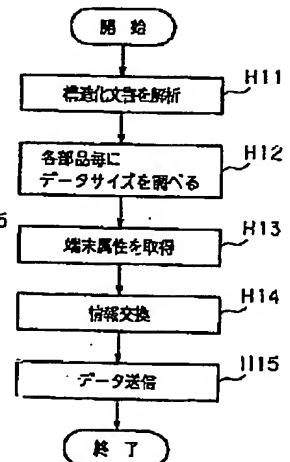 開始
構造化文書を解析
H11
各部品毎に
データサイズを調べる
H12
端末属性を取得
H13
情報交換
H14
データ送信
H15
終了